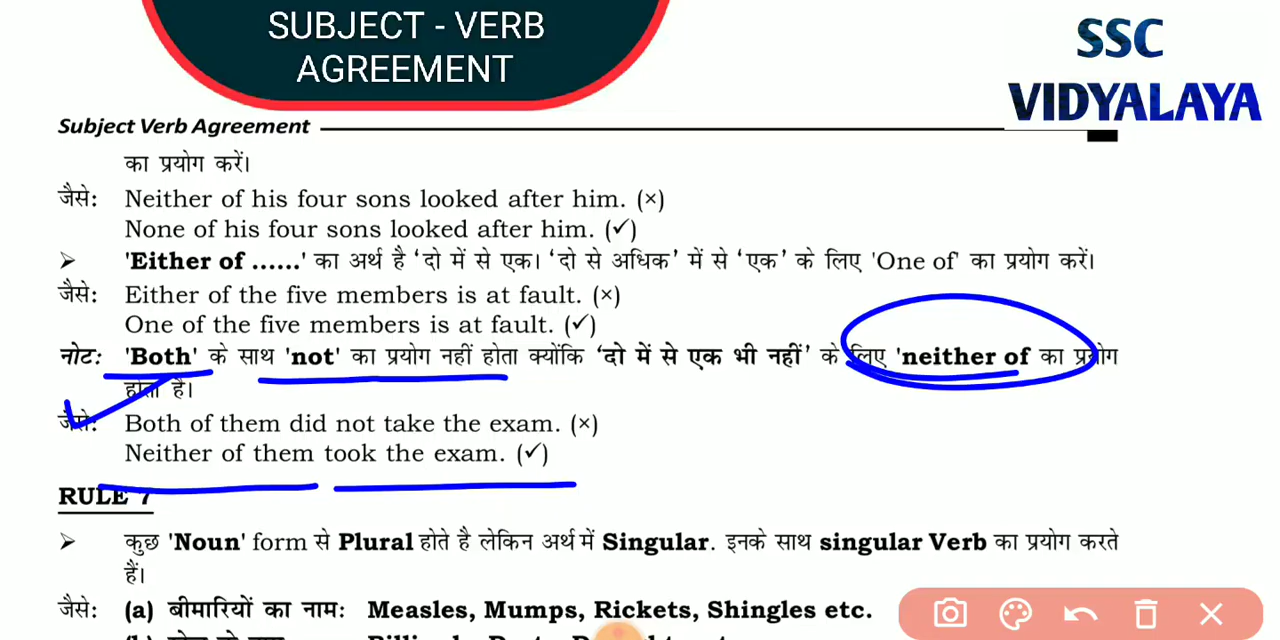 SUBJECT - VERB
AGREEMENT
SSC
VIDYALAYA
Subject Verb Agreement
का प्रयोग करें।
जैसे: Neither of his four sons looked after him. (×)
None of his four sons looked after him. (✓)
➢ 'Either of ……' का अर्थ है ‘दो में से एक। ‘दो से अधिक’ में से ‘एक’ के लिए 'One of' का प्रयोग करें।
जैसे: Either of the five members is at fault. (×)
One of the five members is at fault. (✓)
नोट: 'Both' के साथ 'not' का प्रयोग नहीं होता क्योंकि ‘दो में से एक भी नहीं’ के लिए 'neither of का प्रयोग
होता है।
जैसे: Both of them did not take the exam. (×)
Neither of them took the exam. (✓)
RULE 7
➢ कुछ 'Noun' form से Plural होते है लेकिन अर्थ में Singular. इनके साथ singular Verb का प्रयोग करते
हैं।
जैसे: (a) बीमारियों का नाम: Measles, Mumps, Rickets, Shingles etc.